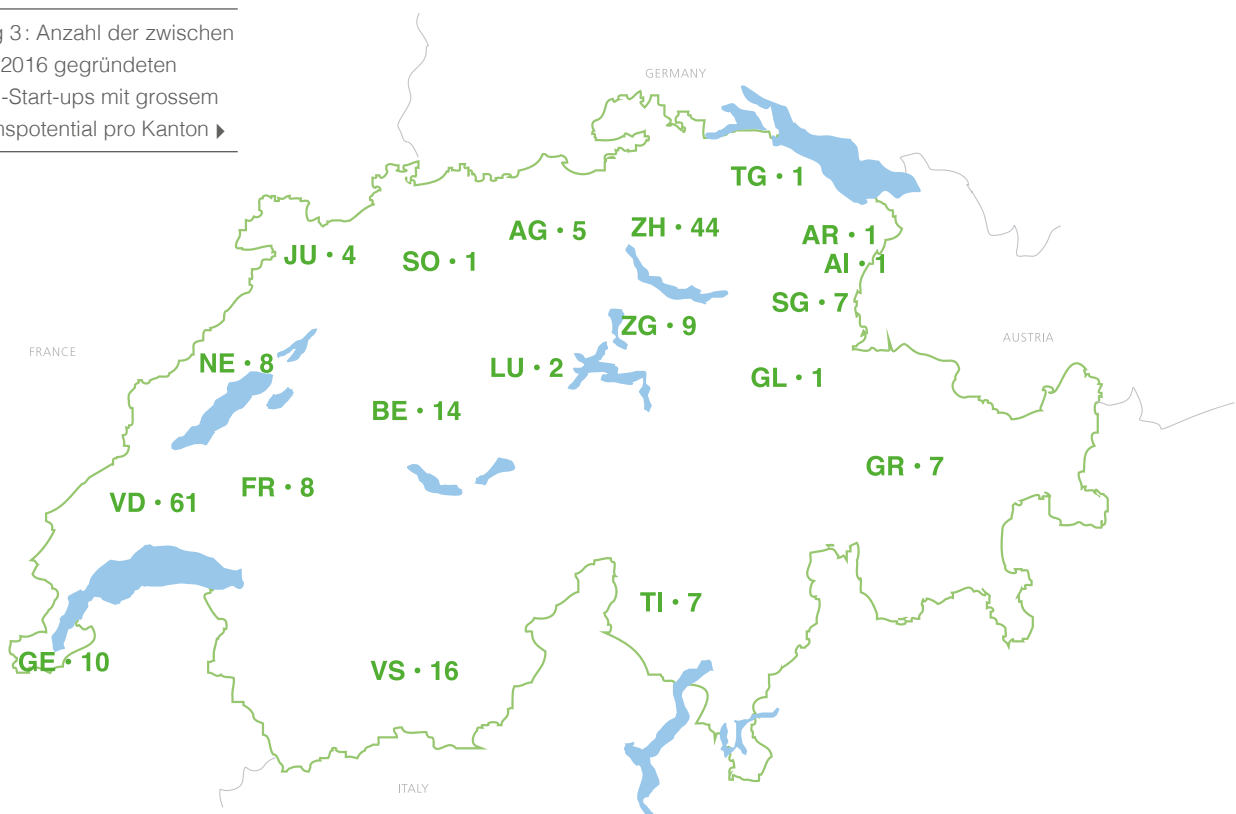 3: Anzahl der zwischen
2016 gegründeten
-Start-ups mit grossem
pro Kanton
GERMANY
TG • 1
AG • 5
ZH • 44
AR • 1
JU • 4
SO • 1
AI • 1
SG • 7
ZG • 9
FRANCE
AUSTRIA
NE • 8
LU • 2
GL • 1
BE • 14
GR • 7
VD • 61
FR • 8
TI • 7
GE • 10
VS • 16
ITALY